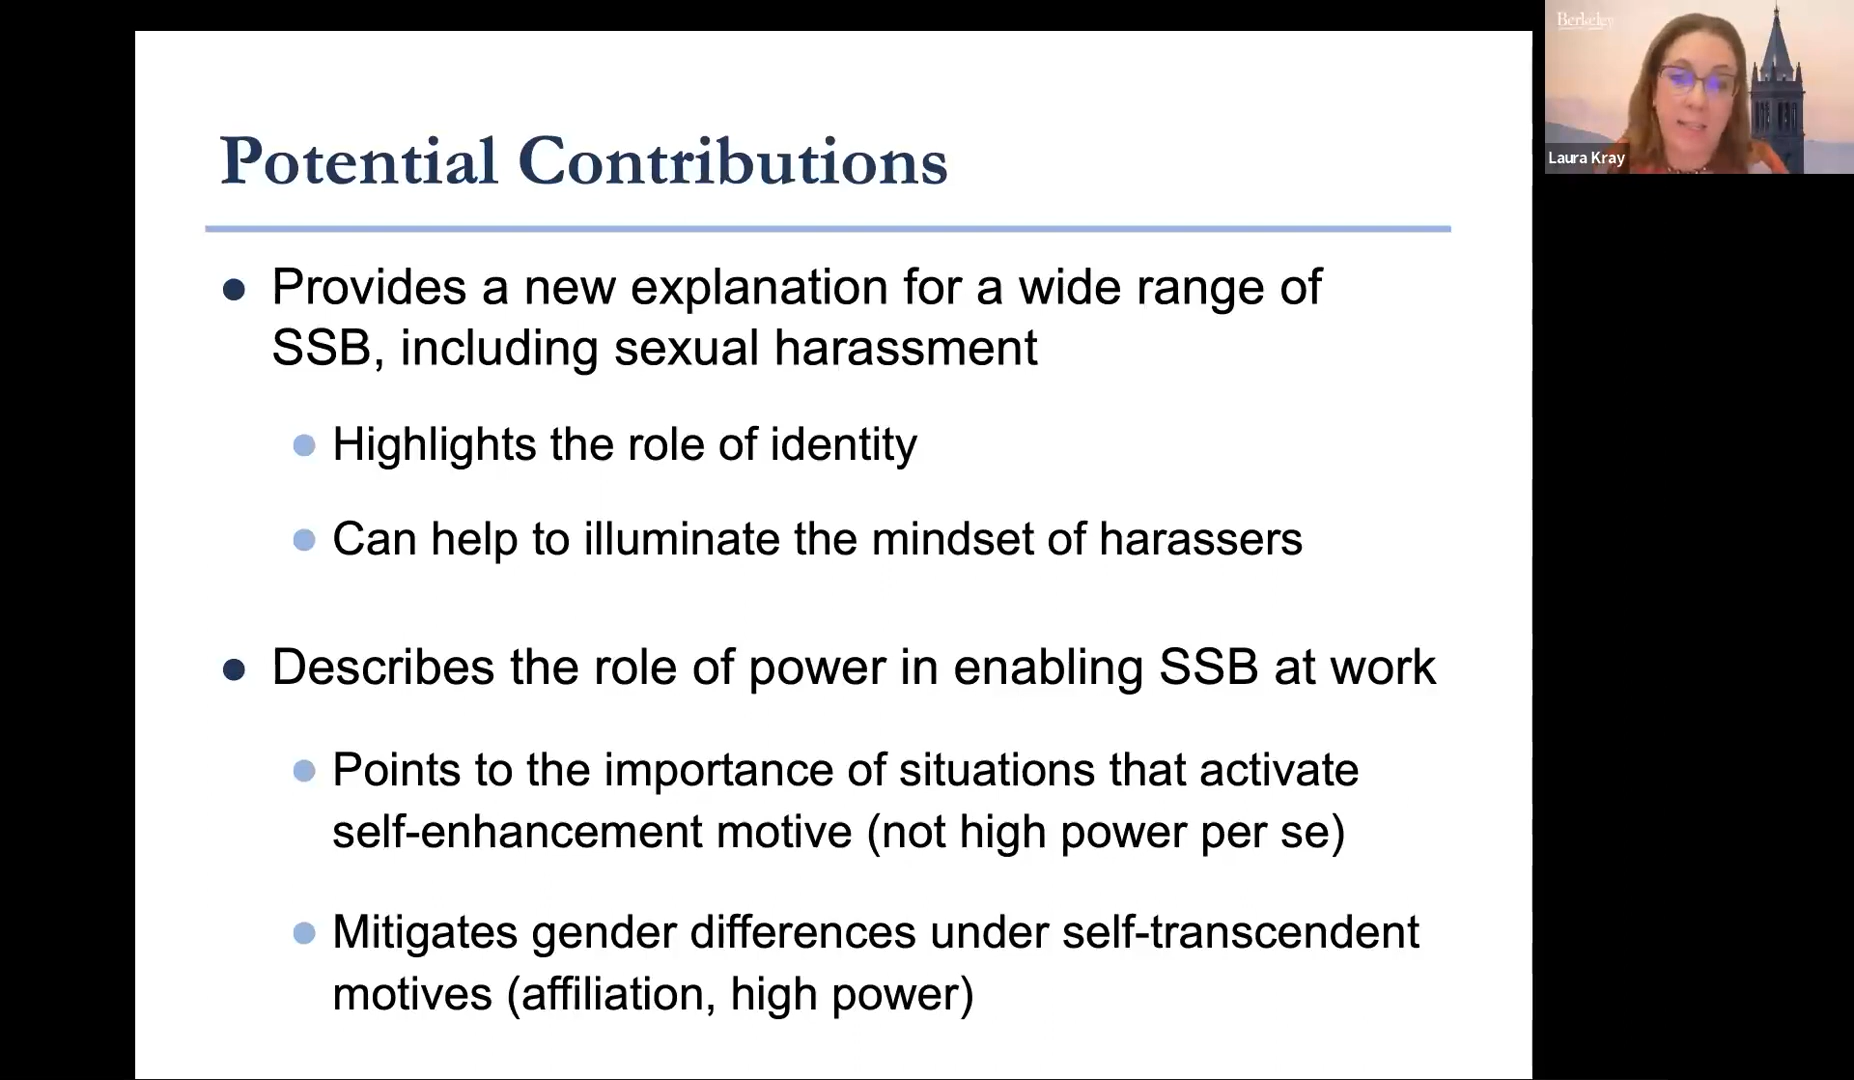 Potential Contributions
Provides a new explanation for a wide range of
SSB, including sexual harassment
Highlights the role of identity
Can help to illuminate the mindset of harassers
Describes the role of power in enabling SSB at work
Points to the importance of situations that activate
self-enhancement motive (not high power per se)
Mitigates gender differences under self-transcendent
motives (affiliation, high power)
Berkeley
Laura Kray